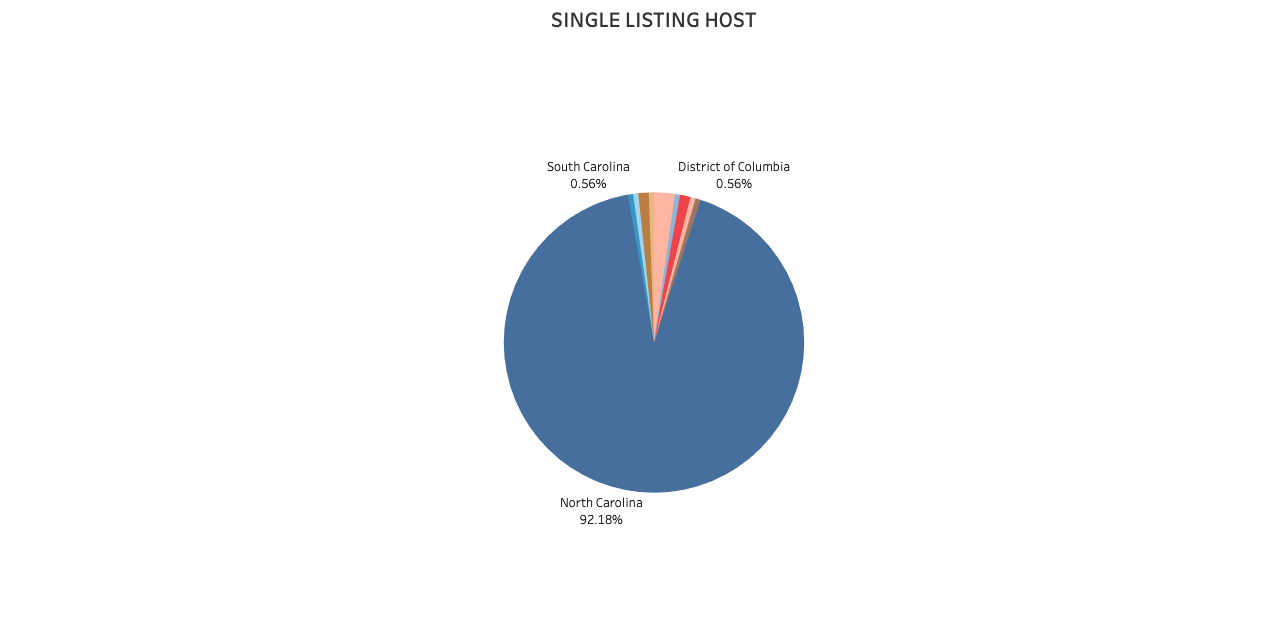 SINGLE LISTING HOST
South Carolina
0.56%
District of Columbia
0.56%
North Carolina
92.18%